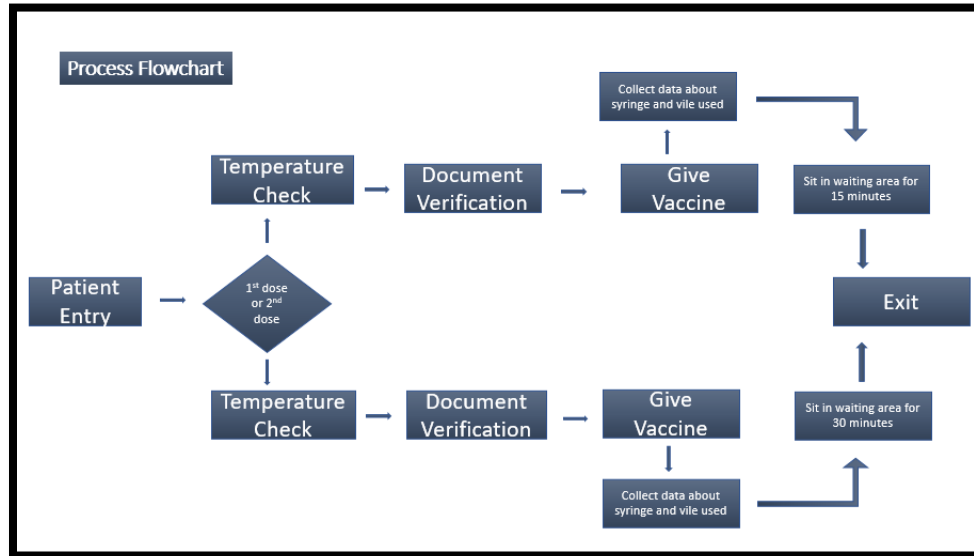 Process Flowchart
Collect data about
syringe and vile used
Temperature
Check
Document
Verification
Give
Vaccine
Sit in waiting area for
15 minutes
Patient
Entry
1st dose
or 2nd
dose
Exit
Temperature
Check
Document
Verification
Give
Vaccine
Sit in waiting area for
30 minutes
Collect data about
syringe and vile used